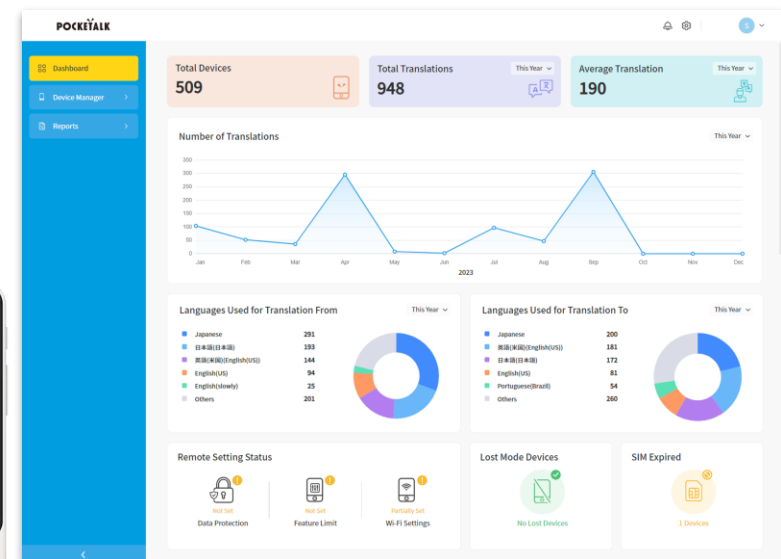 POCKETALK
S
Dashboard
Device Manager
Reports
Total Devices
509
Total Translations
This Year
948
Average Translation
This Year
190
Number of Translations
This Year
350
300
250
200
150
100
50
0
Jan Feb Mar Apr May Jun Jul Aug Sep Oct Nov Dec
2023
Languages Used for Translation From
This Year
Japanese 291
日本語(日本語) 193
英語(米国)(English(US)) 144
English(US) 94
English(slowly) 25
Others 201
Languages Used for Translation To
This Year
Japanese 200
英語(米国)(English(US)) 181
日本語(日本語) 172
English(US) 81
Portuguese(Brazil) 54
Others 260
Remote Setting Status
Not Set
Data Protection
Not Set
Feature Limit
Partially Set
Wi-Fi Settings
Lost Mode Devices
No Lost Devices
SIM Expired
1 Devices